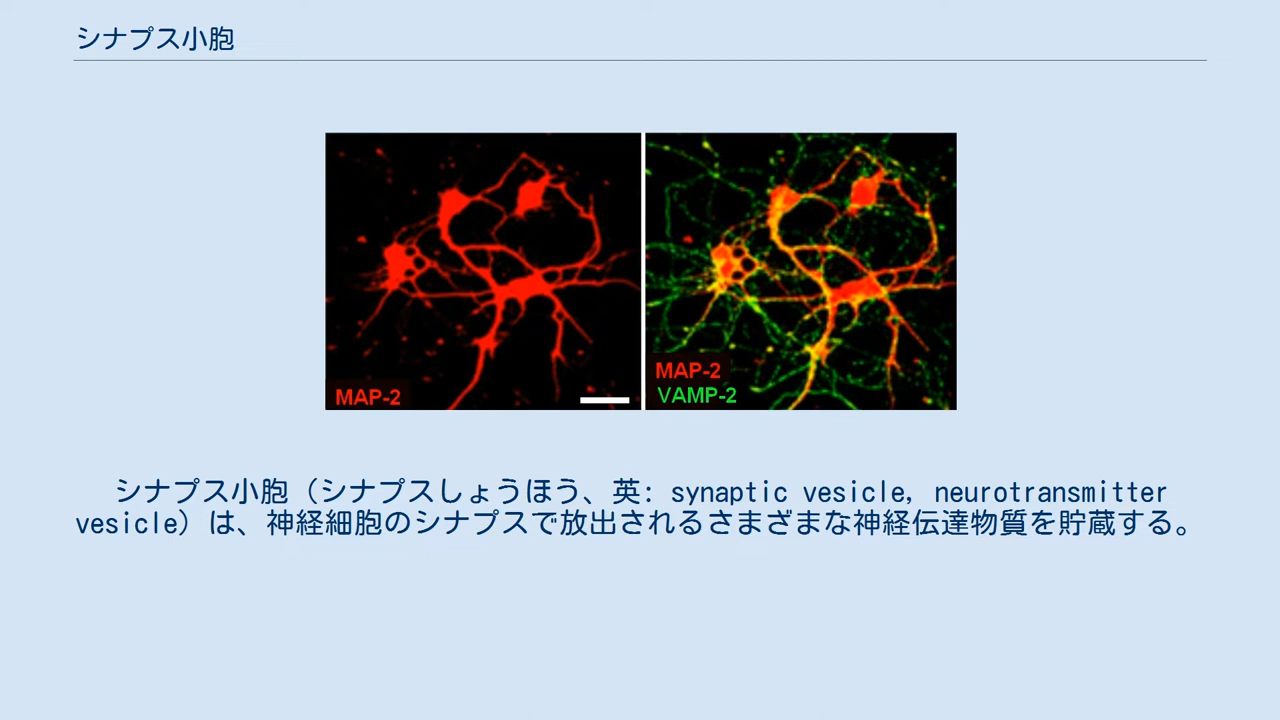 シナプス小胞
MAP-2
MAP-2
VAMP-2
シナプス小胞（シナプスしょうほう、英: synaptic vesicle, neurotransmitter
vesicle）は、神経細胞のシナプスで放出されるさまざまな神経伝達物質を貯蔵する。